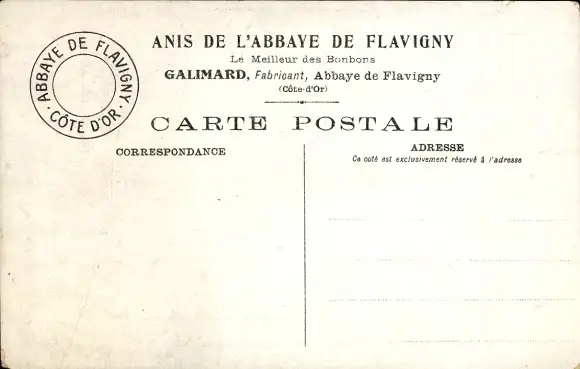 ABBAYE DE FLAVIGNY
· CÔTE D'OR ·
ANIS DE L'ABBAYE DE FLAVIGNY
Le Meilleur des Bonbons
GALIMARD, Fabricant, Abbaye de Flavigny
(Côte-d'Or)
CARTE POSTALE
CORRESPONDANCE
ADRESSE
Ce coté est exclusivement réservé à l'adresse